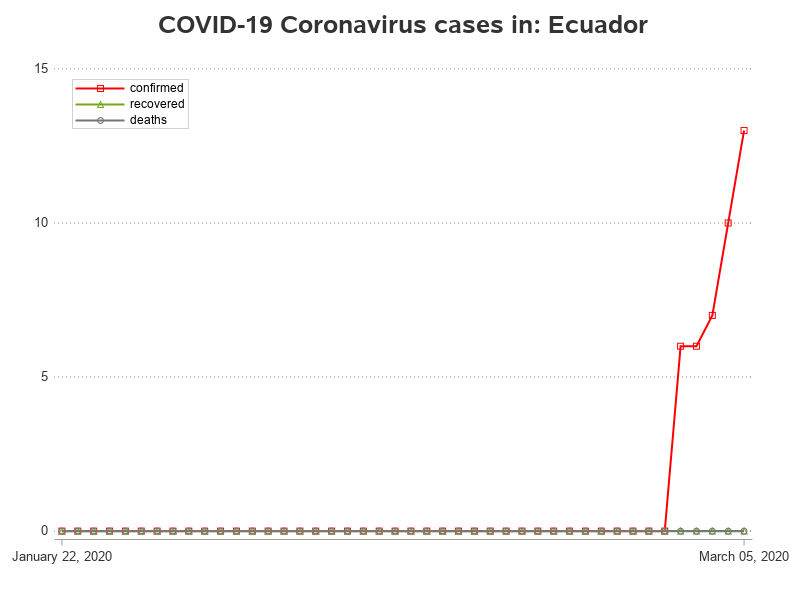 COVID-19 Coronavirus cases in: Ecuador
15
confirmed
recovered
deaths
10
5
0
January 22, 2020
March 05, 2020